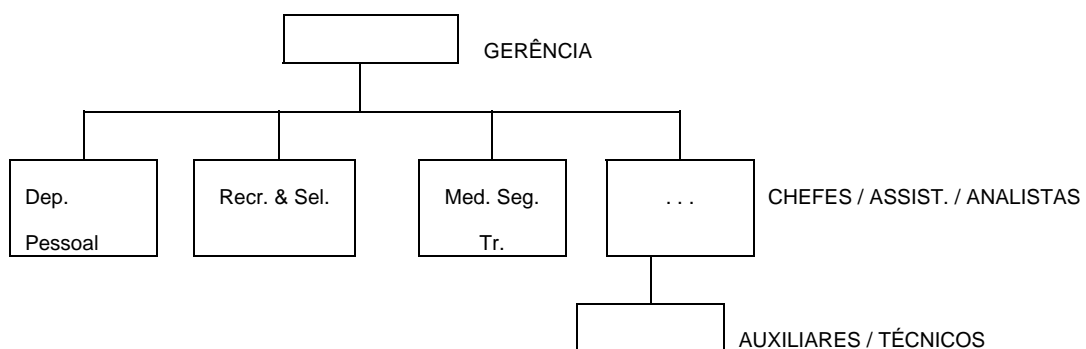 GERÊNCIA
Dep.
Pessoal
Recr. & Sel.
Med. Seg.
Tr.
. . .
CHEFES / ASSIST. / ANALISTAS
AUXILIARES / TÉCNICOS